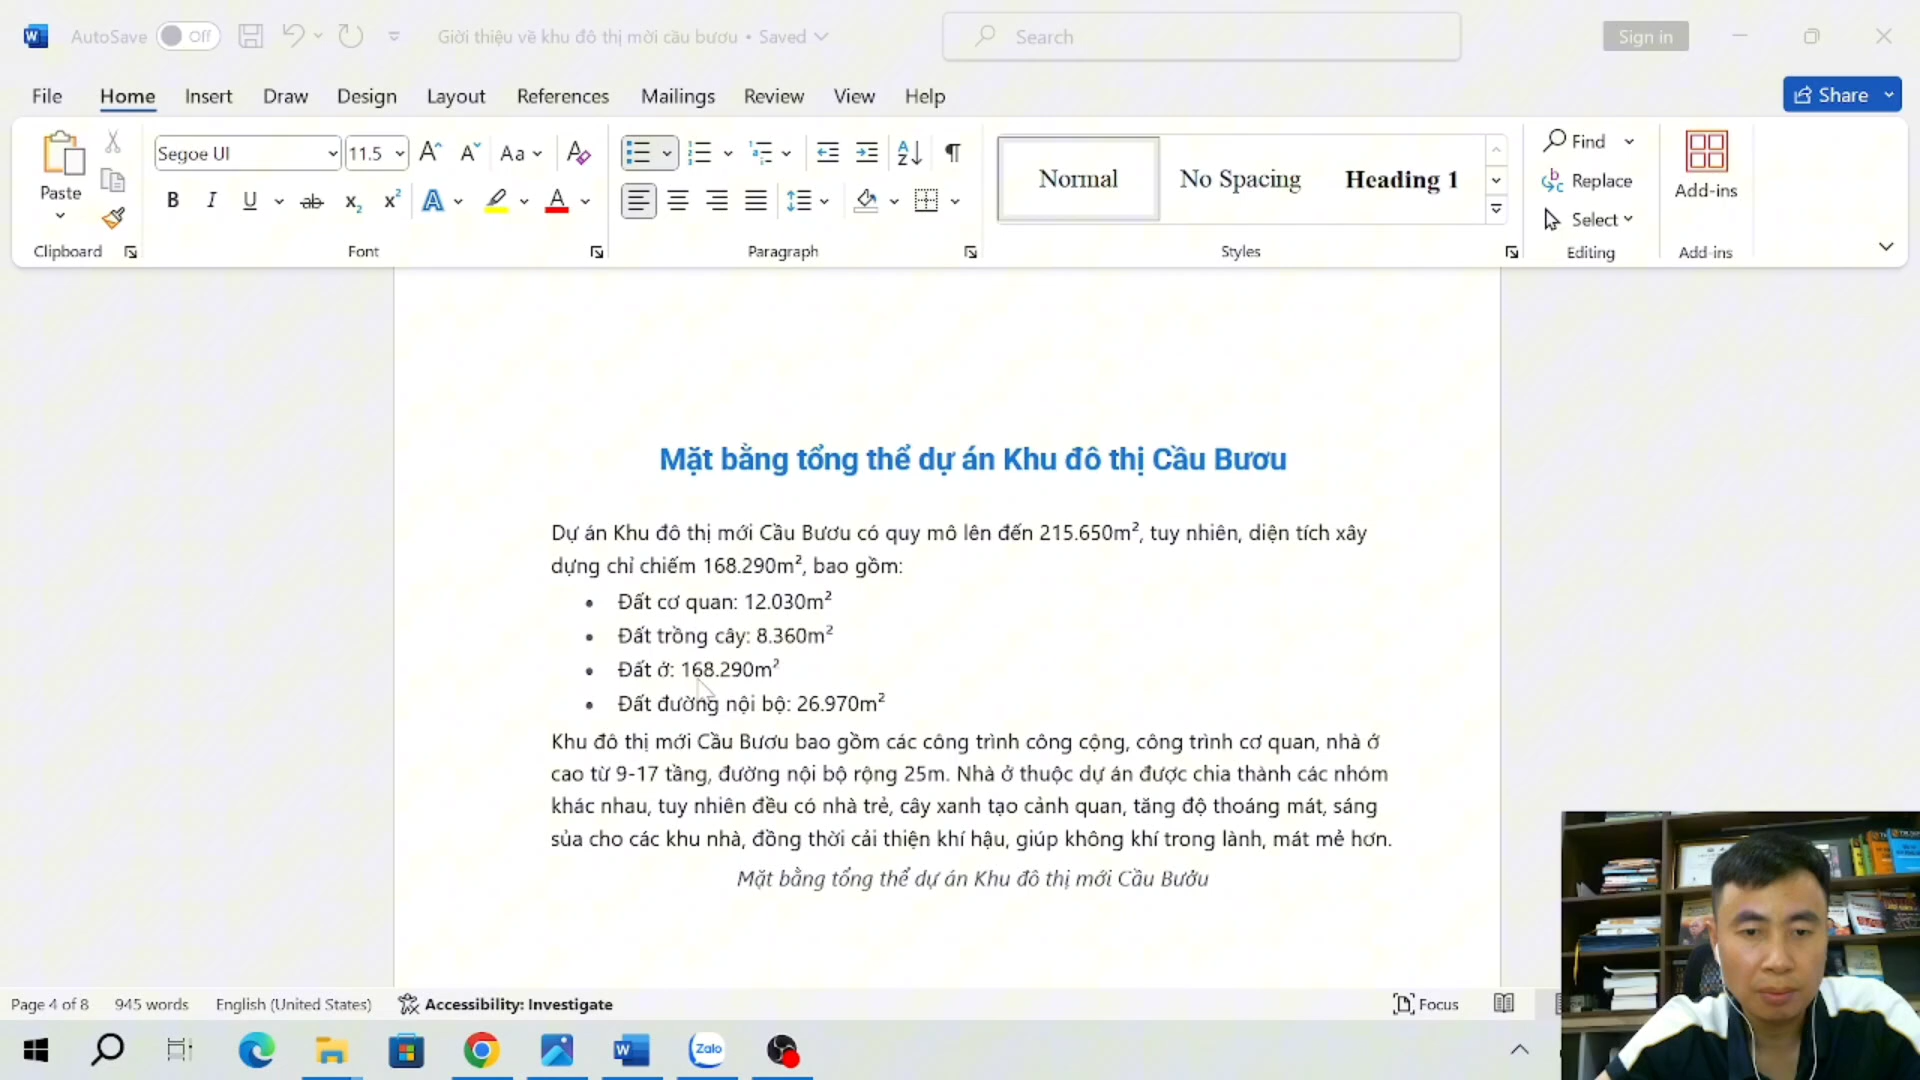 AutoSave Off Giời thiệu về khu đô thị mời cầu bươu • Saved Search Sign in
File Home Insert Draw Design Layout References Mailings Review View Help Share
Paste Segoe UI 11.5 Aa Normal No Spacing Heading 1 Find Replace Select Add-ins
Clipboard Font Paragraph Styles Editing Add-ins
Mặt bằng tổng thể dự án Khu đô thị Cầu Bươu
Dự án Khu đô thị mới Cầu Bươu có quy mô lên đến 215.650m², tuy nhiên, diện tích xây
dựng chỉ chiếm 168.290m², bao gồm:
• Đất cơ quan: 12.030m²
• Đất trồng cây: 8.360m²
• Đất ở: 168.290m²
• Đất đường nội bộ: 26.970m²
Khu đô thị mới Cầu Bươu bao gồm các công trình công cộng, công trình cơ quan, nhà ở
cao từ 9-17 tầng, đường nội bộ rộng 25m. Nhà ở thuộc dự án được chia thành các nhóm
khác nhau, tuy nhiên đều có nhà trẻ, cây xanh tạo cảnh quan, tăng độ thoáng mát, sáng
sủa cho các khu nhà, đồng thời cải thiện khí hậu, giúp không khí trong lành, mát mẻ hơn.
Mặt bằng tổng thể dự án Khu đô thị mới Cầu Bưởu
Page 4 of 8 945 words English (United States) Accessibility: Investigate Focus
Zalo